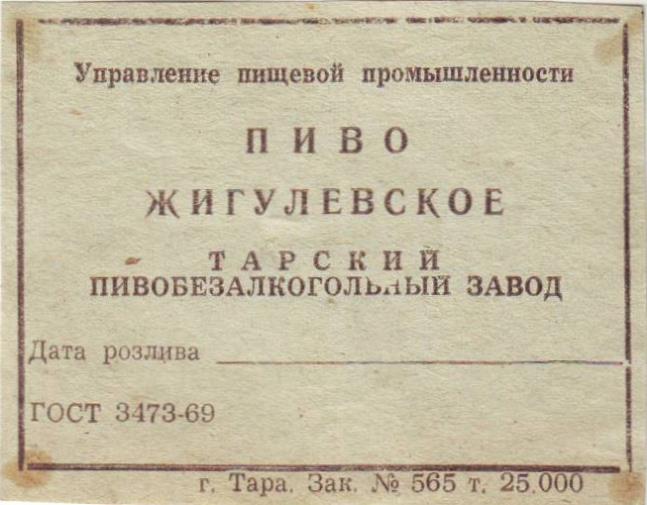 Управление пищевой промышленности
ПИВО
ЖИГУЛЕВСКОЕ
ТАРСКИЙ
ПИВОБЕЗАЛКОГОЛЬНЫЙ ЗАВОД
Дата розлива
ГОСТ 3473-69
г. Тара. Зак. № 565 т. 25.000